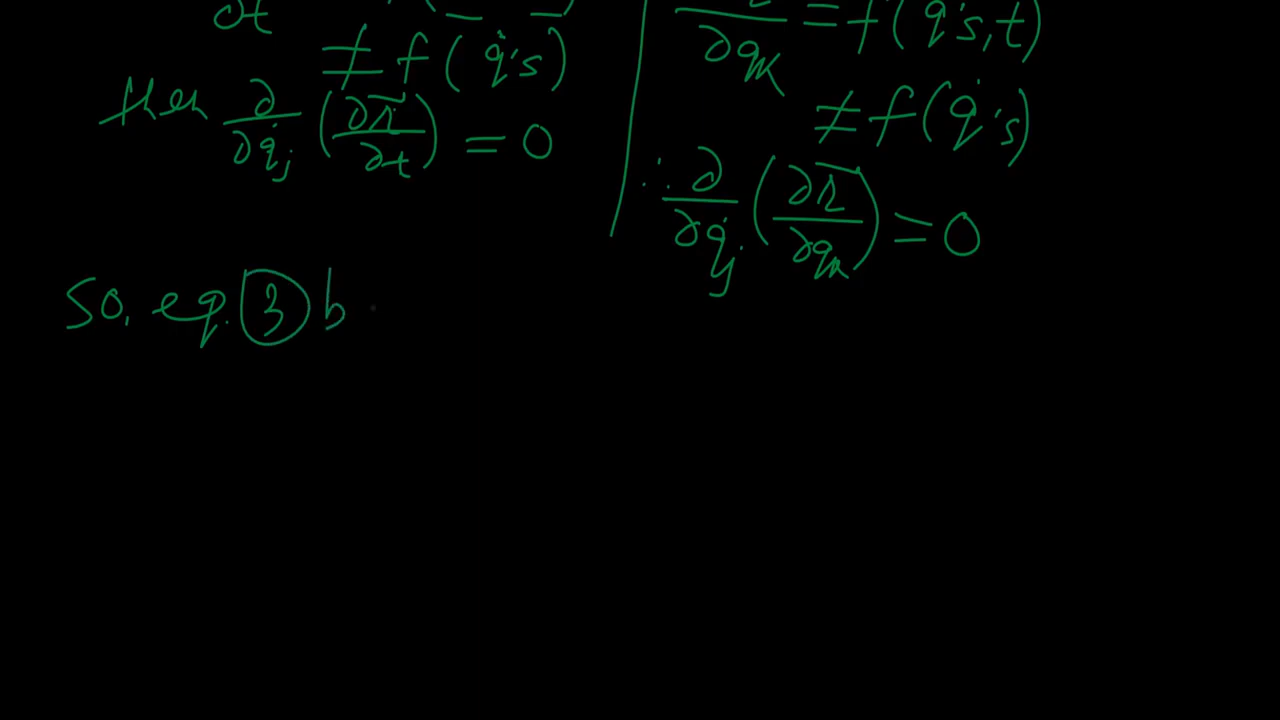 ∂t
≠ f(q̇'s)
then ∂/∂q̇ⱼ (∂r̄/∂t) = 0
/∂qₖ = f(q's, t)
≠ f(q̇'s)
∴ ∂/∂q̇ⱼ (∂r̄/∂qₖ) = 0
So, eq. ③ b